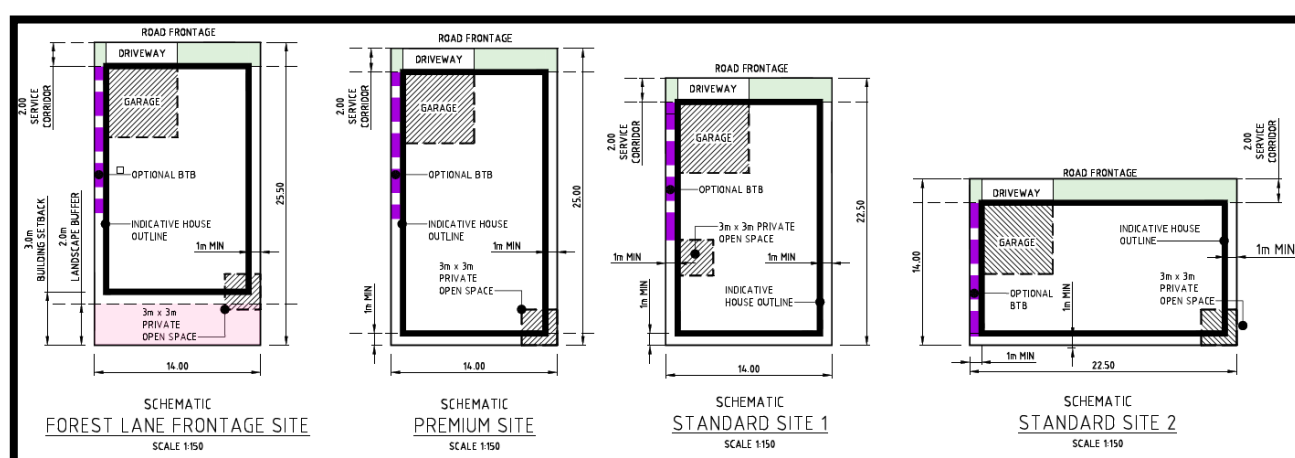 ROAD FRONTAGE
DRIVEWAY
GARAGE
2.00
SERVICE
CORRIDOR
OPTIONAL BTB
25.50
3.0m
BUILDING SETBACK
2.0m
LANDSCAPE BUFFER
INDICATIVE HOUSE
OUTLINE
1m MIN
3m x 3m
PRIVATE
OPEN SPACE
14.00
SCHEMATIC
FOREST LANE FRONTAGE SITE
SCALE 1:150
ROAD FRONTAGE
DRIVEWAY
GARAGE
2.00
SERVICE
CORRIDOR
OPTIONAL BTB
25.00
INDICATIVE HOUSE
OUTLINE
1m MIN
3m x 3m
PRIVATE
OPEN SPACE
1m MIN
14.00
SCHEMATIC
PREMIUM SITE
SCALE 1:150
ROAD FRONTAGE
DRIVEWAY
GARAGE
2.00
SERVICE
CORRIDOR
OPTIONAL BTB
22.50
3m x 3m PRIVATE
OPEN SPACE
1m MIN
1m MIN
INDICATIVE
HOUSE OUTLINE
1m MIN
14.00
SCHEMATIC
STANDARD SITE 1
SCALE 1:150
2.00
SERVICE
CORRIDOR
ROAD FRONTAGE
DRIVEWAY
GARAGE
INDICATIVE HOUSE
OUTLINE
1m MIN
14.00
3m x 3m
PRIVATE
OPEN SPACE
OPTIONAL
BTB
1m MIN
1m MIN
22.50
SCHEMATIC
STANDARD SITE 2
SCALE 1:150